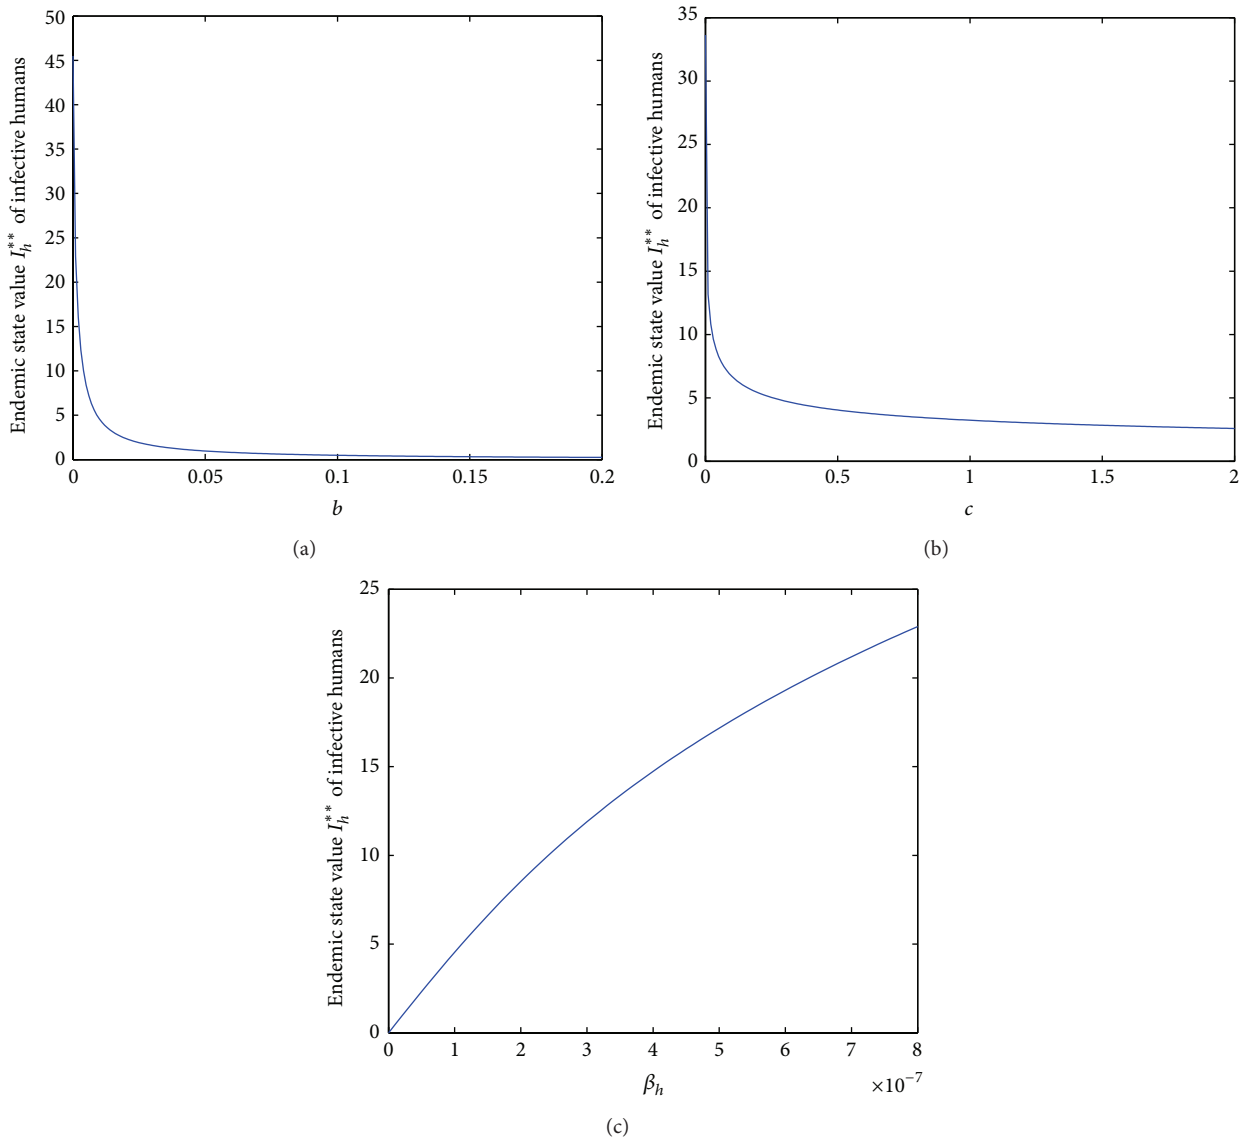 50
45
40
35
30
25
20
15
10
5
0
Endemic state value I_h^** of infective humans
0 0.05 0.1 0.15 0.2
b
(a)
35
30
25
20
15
10
5
0
Endemic state value I_h^** of infective humans
0 0.5 1 1.5 2
c
(b)
25
20
15
10
5
0
Endemic state value I_h^** of infective humans
0 1 2 3 4 5 6 7 8
β_h ×10^−7
(c)